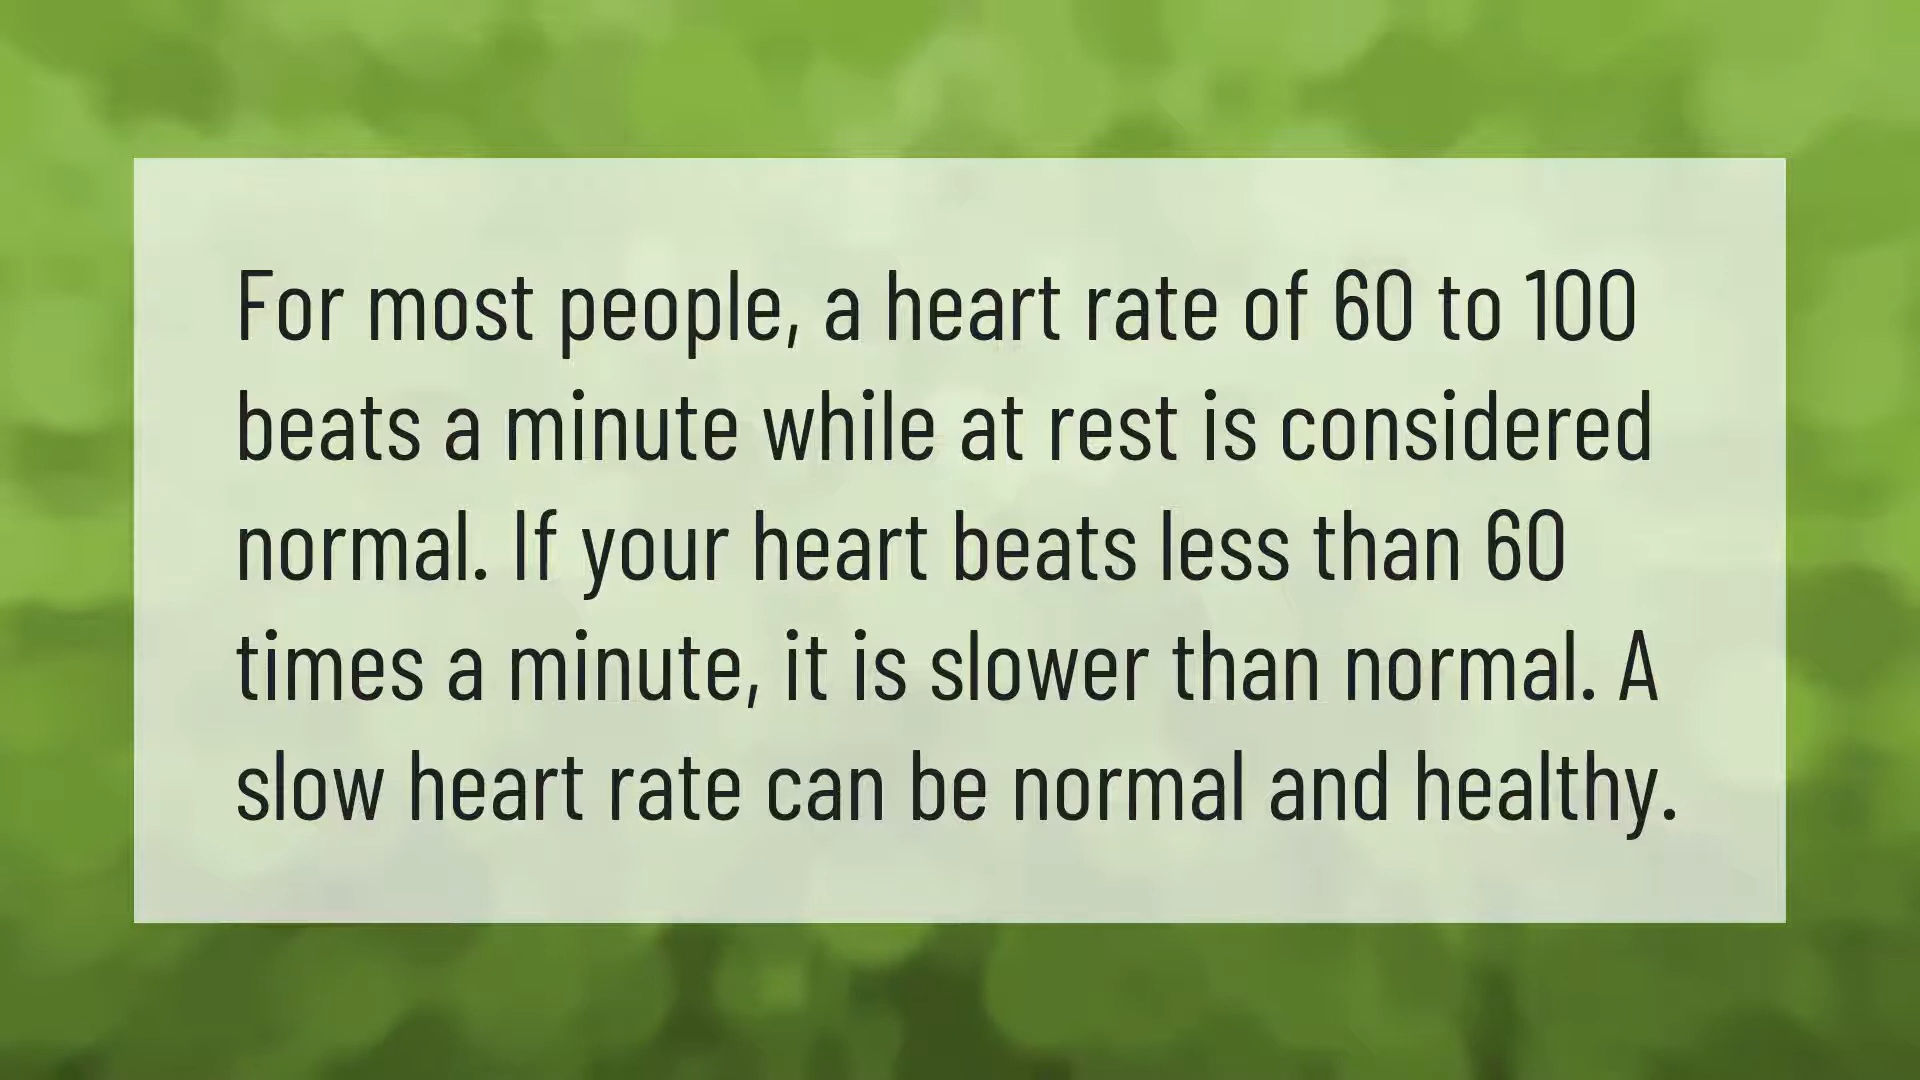 For most people, a heart rate of 60 to 100
beats a minute while at rest is considered
normal. If your heart beats less than 60
times a minute, it is slower than normal. A
slow heart rate can be normal and healthy.